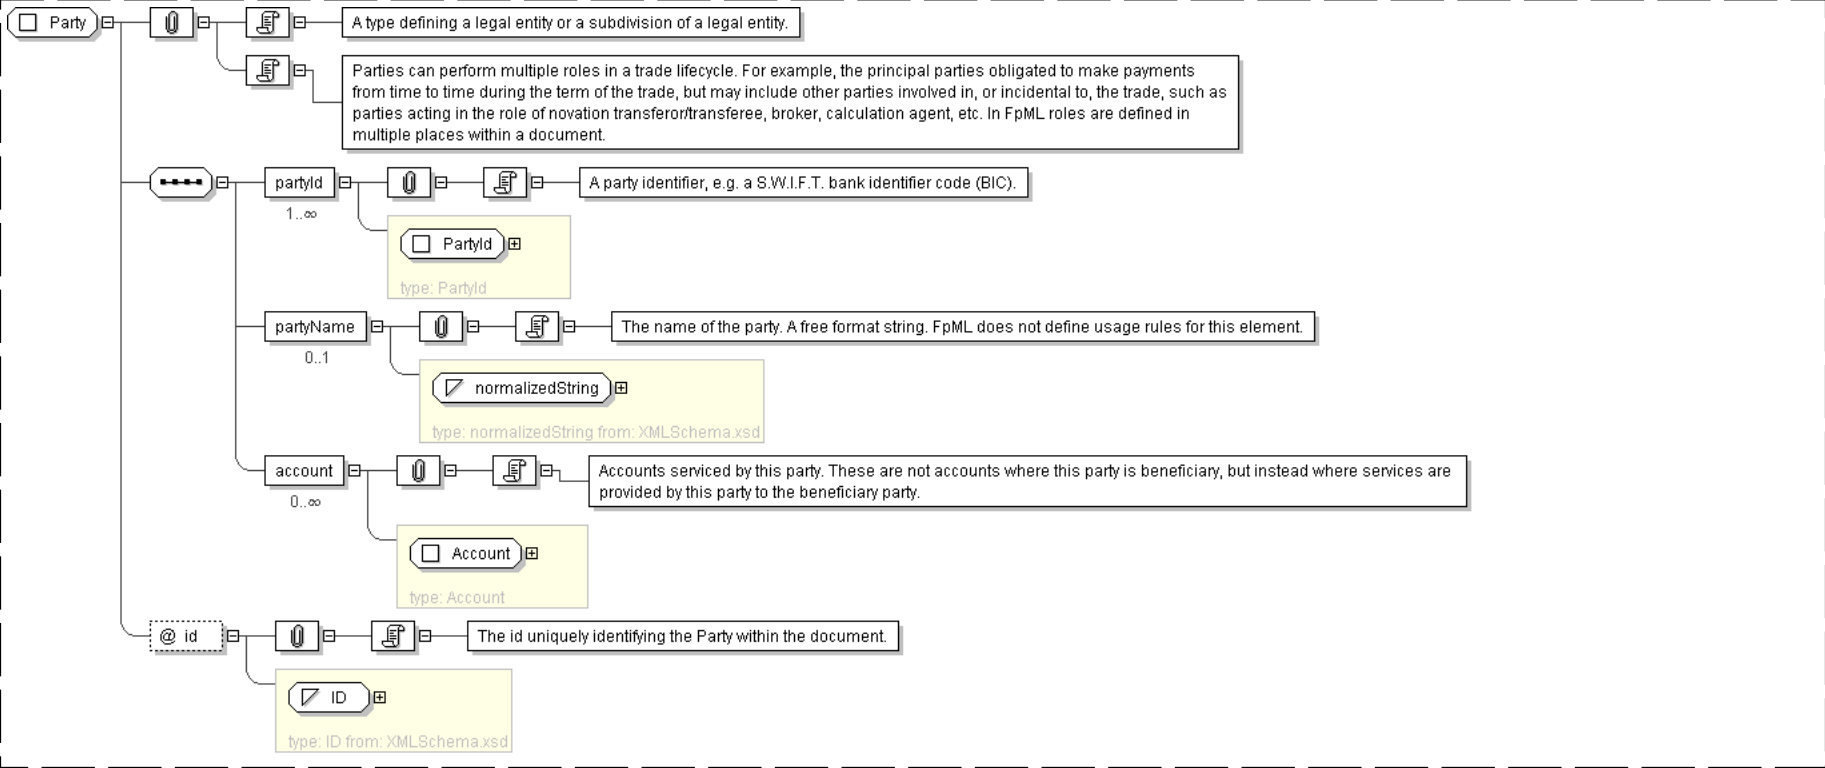 Party
A type defining a legal entity or a subdivision of a legal entity.
Parties can perform multiple roles in a trade lifecycle. For example, the principal parties obligated to make payments
from time to time during the term of the trade, but may include other parties involved in, or incidental to, the trade, such as
parties acting in the role of novation transferor/transferee, broker, calculation agent, etc. In FpML roles are defined in
multiple places within a document.
partyId
A party identifier, e.g. a S.W.I.F.T. bank identifier code (BIC).
1..∞
PartyId
type: PartyId
partyName
The name of the party. A free format string. FpML does not define usage rules for this element.
0..1
normalizedString
type: normalizedString from: XMLSchema.xsd
account
Accounts serviced by this party. These are not accounts where this party is beneficiary, but instead where services are
provided by this party to the beneficiary party.
0..∞
Account
type: Account
@ id
The id uniquely identifying the Party within the document.
ID
type: ID from: XMLSchema.xsd